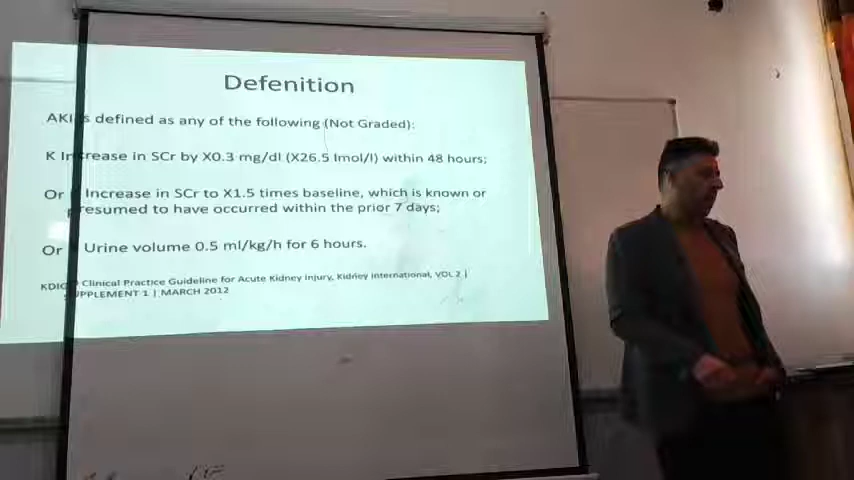 Defenition
AKI is defined as any of the following (Not Graded):
K Increase in SCr by X0.3 mg/dl (X26.5 lmol/l) within 48 hours;
Or K Increase in SCr to X1.5 times baseline, which is known or
presumed to have occurred within the prior 7 days;
Or K Urine volume 0.5 ml/kg/h for 6 hours.
KDIGO Clinical Practice Guideline for Acute Kidney Injury, Kidney International, VOL 2 |
SUPPLEMENT 1 | MARCH 2012